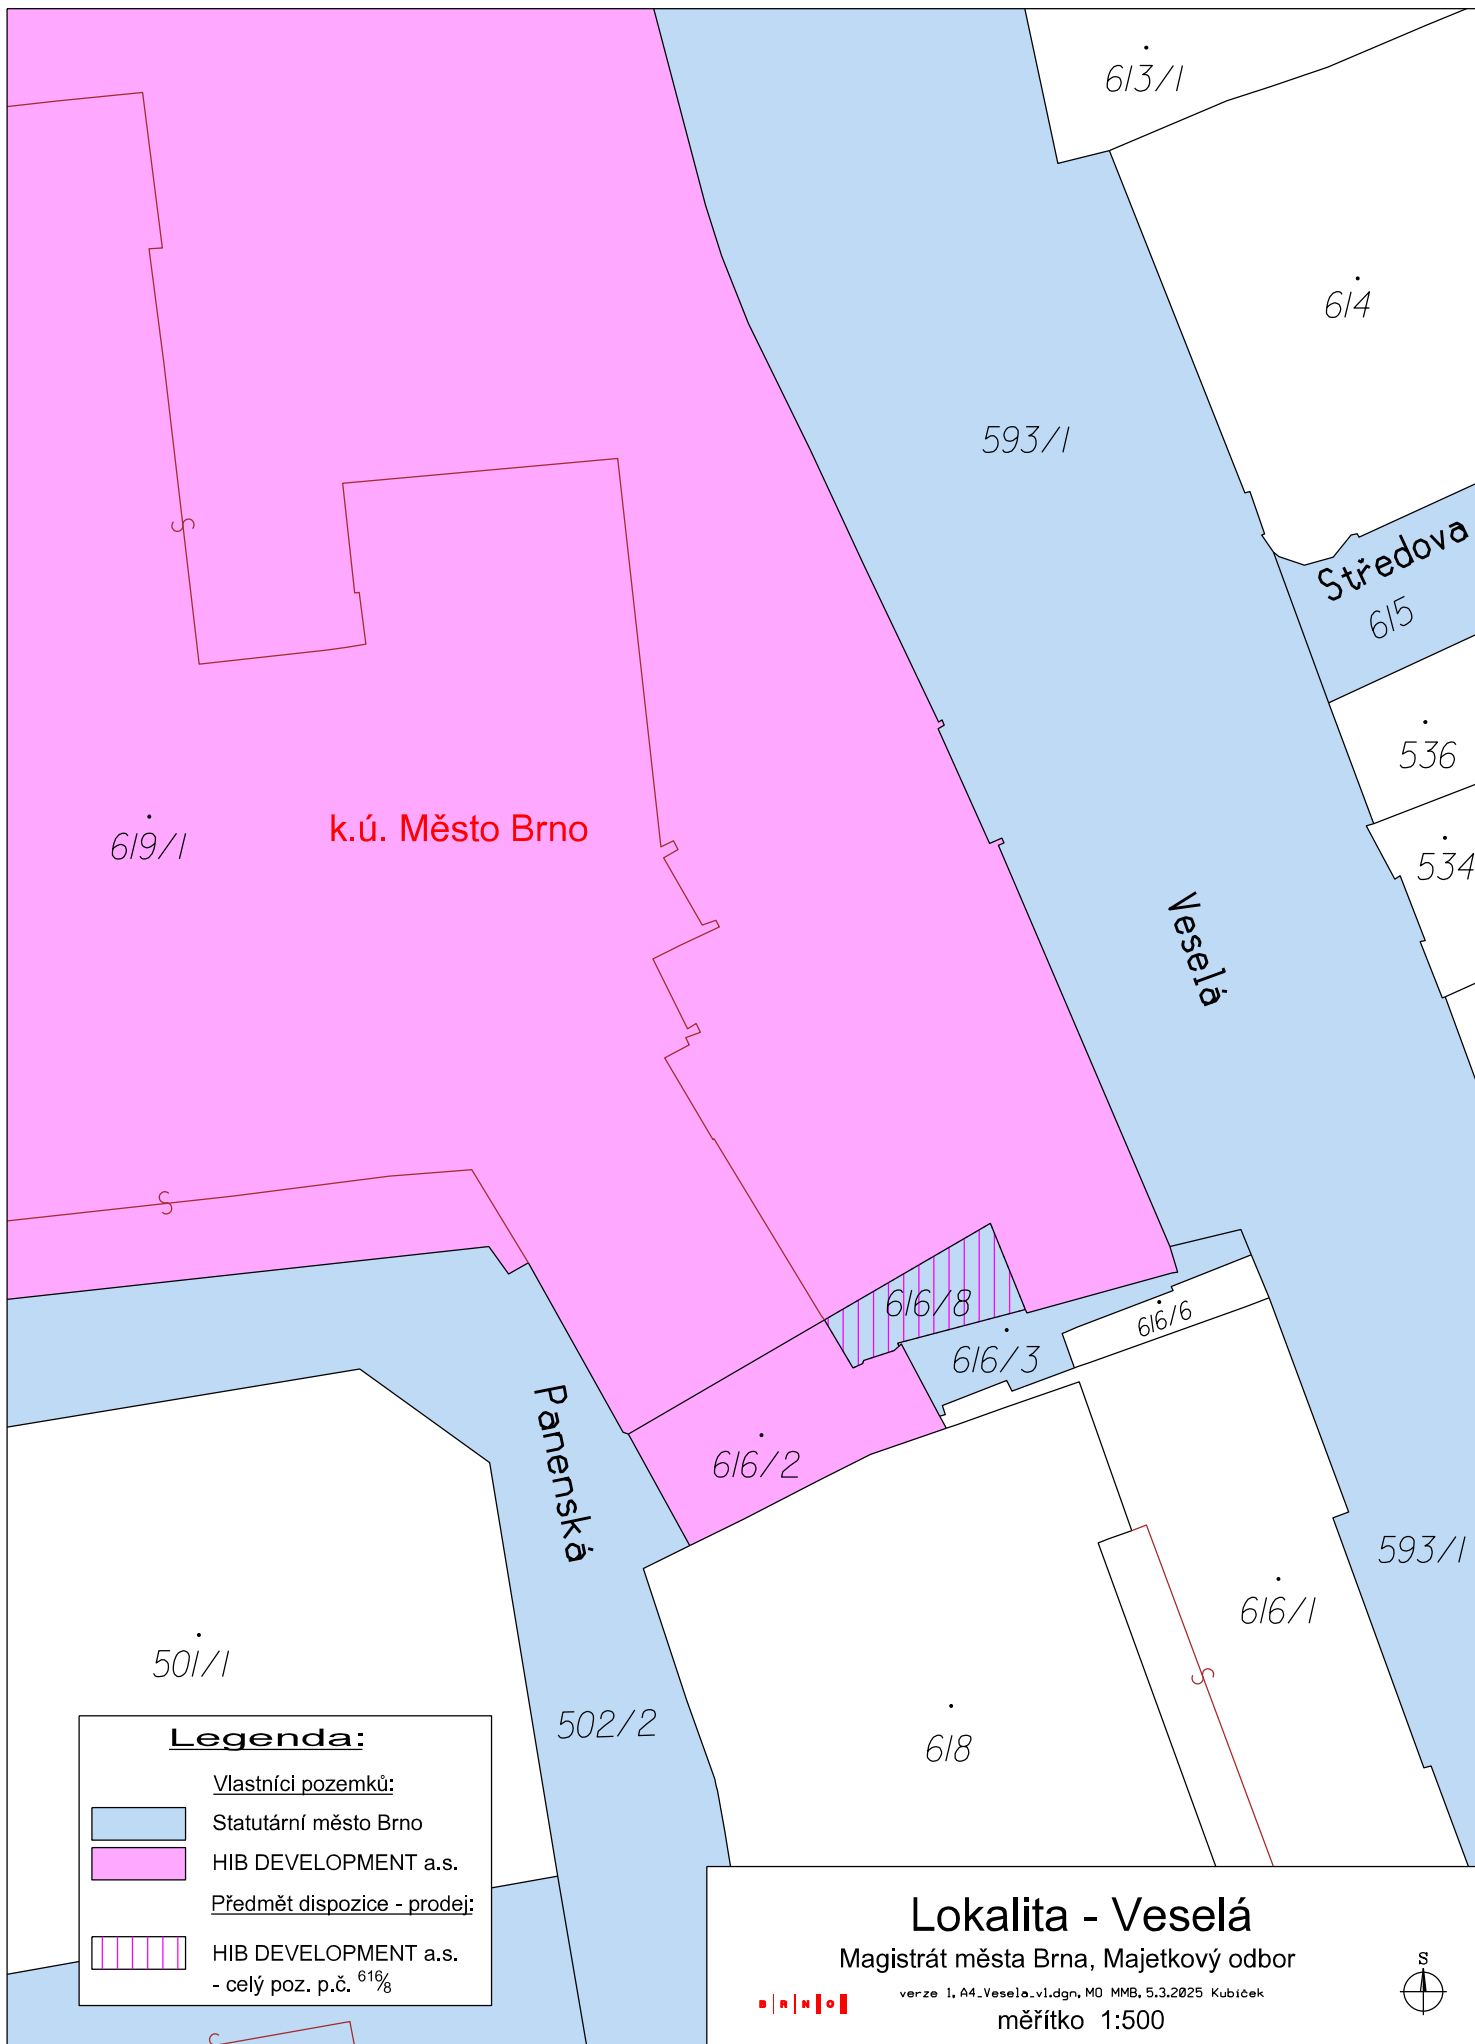 613/1
614
593/1
Středova
615
536
534
619/1
k.ú. Město Brno
Veselá
S
S
616/8
616/6
616/3
616/2
Panenská
593/1
616/1
501/1
S
502/2
618
Legenda:
Vlastníci pozemků:
Statutární město Brno
HIB DEVELOPMENT a.s.
Předmět dispozice - prodej:
HIB DEVELOPMENT a.s.
- celý poz. p.č. 616/8
Lokalita - Veselá
Magistrát města Brna, Majetkový odbor
verze 1, A4_Vesela_v1.dgn, MO MMB, 5.3.2025 Kubíček
B R N O
měřítko 1:500
S